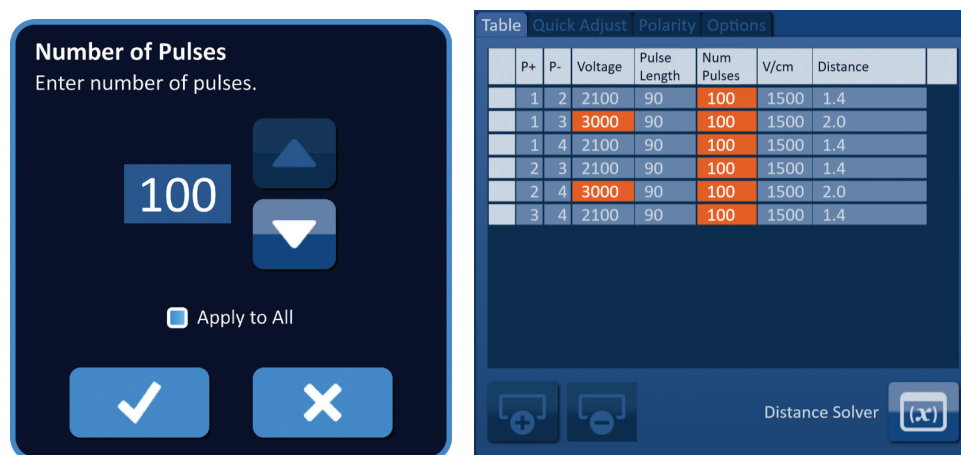 Number of Pulses
Enter number of pulses.
100
Apply to All
Table Quick Adjust Polarity Options
P+ P- Voltage Pulse Length Num Pulses V/cm Distance
1 2 2100 90 100 1500 1.4
1 3 3000 90 100 1500 2.0
1 4 2100 90 100 1500 1.4
2 3 2100 90 100 1500 1.4
2 4 3000 90 100 1500 2.0
3 4 2100 90 100 1500 1.4
Distance Solver (x)